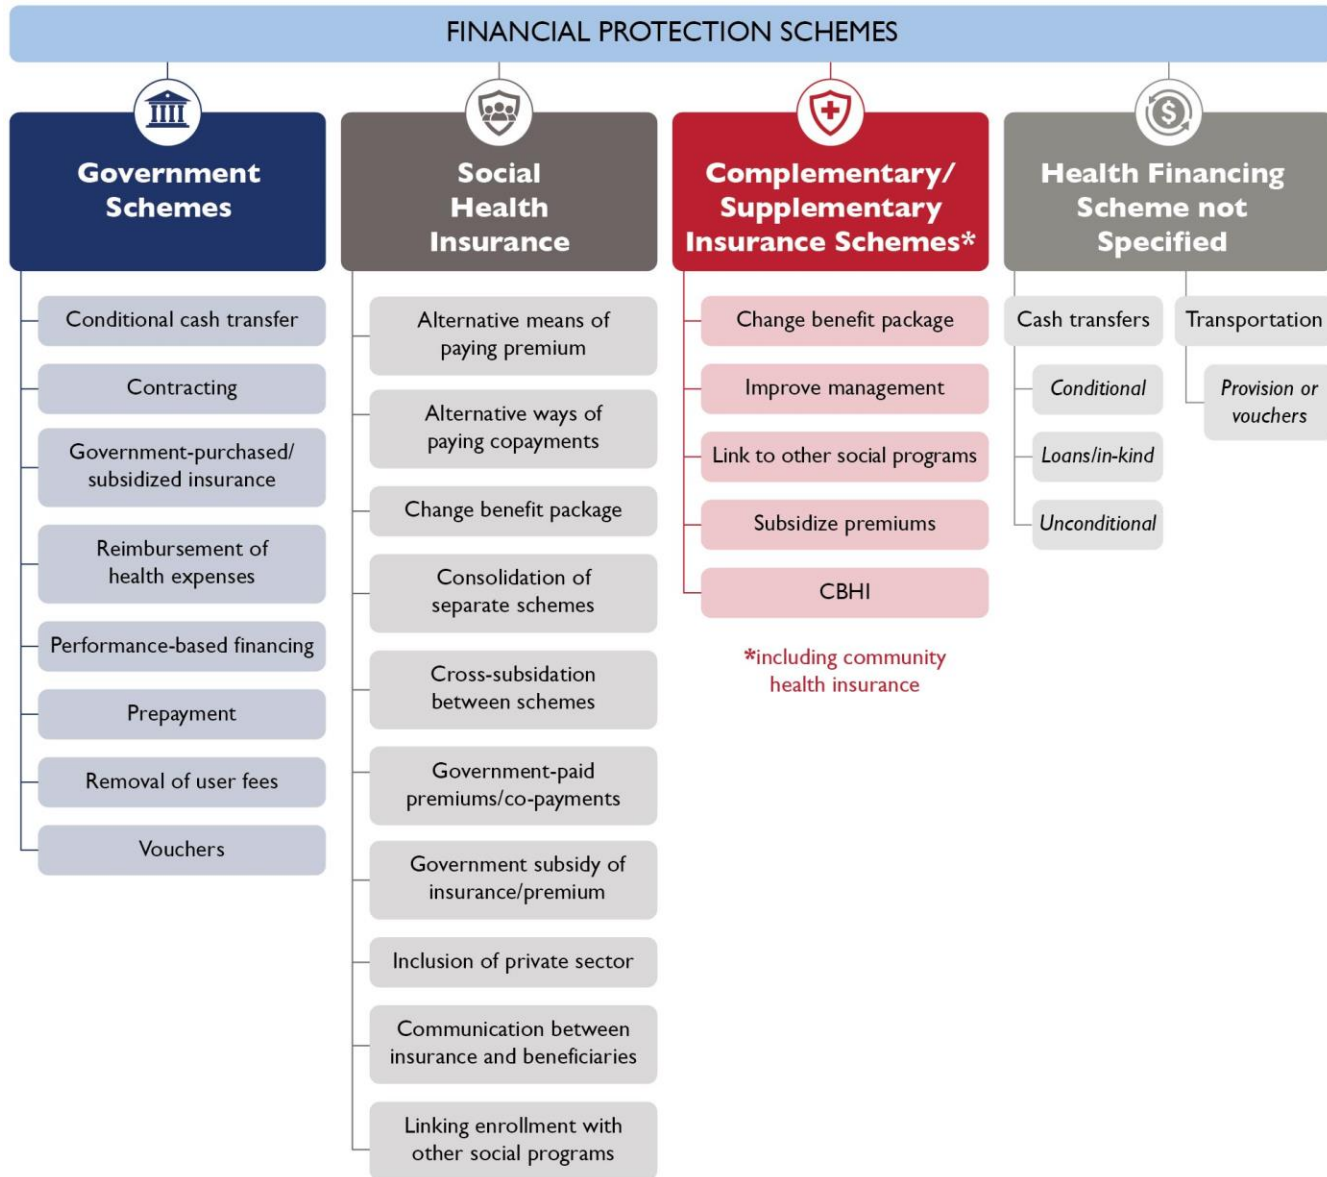 FINANCIAL PROTECTION SCHEMES
Government
Schemes
Conditional cash transfer
Contracting
Government-purchased/
subsidized insurance
Reimbursement of
health expenses
Performance-based financing
Prepayment
Removal of user fees
Vouchers
Social
Health
Insurance
Alternative means of
paying premium
Alternative ways of
paying copayments
Change benefit package
Consolidation of
separate schemes
Cross-subsidation
between schemes
Government-paid
premiums/co-payments
Government subsidy of
insurance/premium
Inclusion of private sector
Communication between
insurance and beneficiaries
Linking enrollment with
other social programs
Complementary/
Supplementary
Insurance Schemes*
Change benefit package
Improve management
Link to other social programs
Subsidize premiums
CBHI
*including community
health insurance
Health Financing
Scheme not
Specified
Cash transfers
Conditional
Loans/in-kind
Unconditional
Transportation
Provision or
vouchers
$